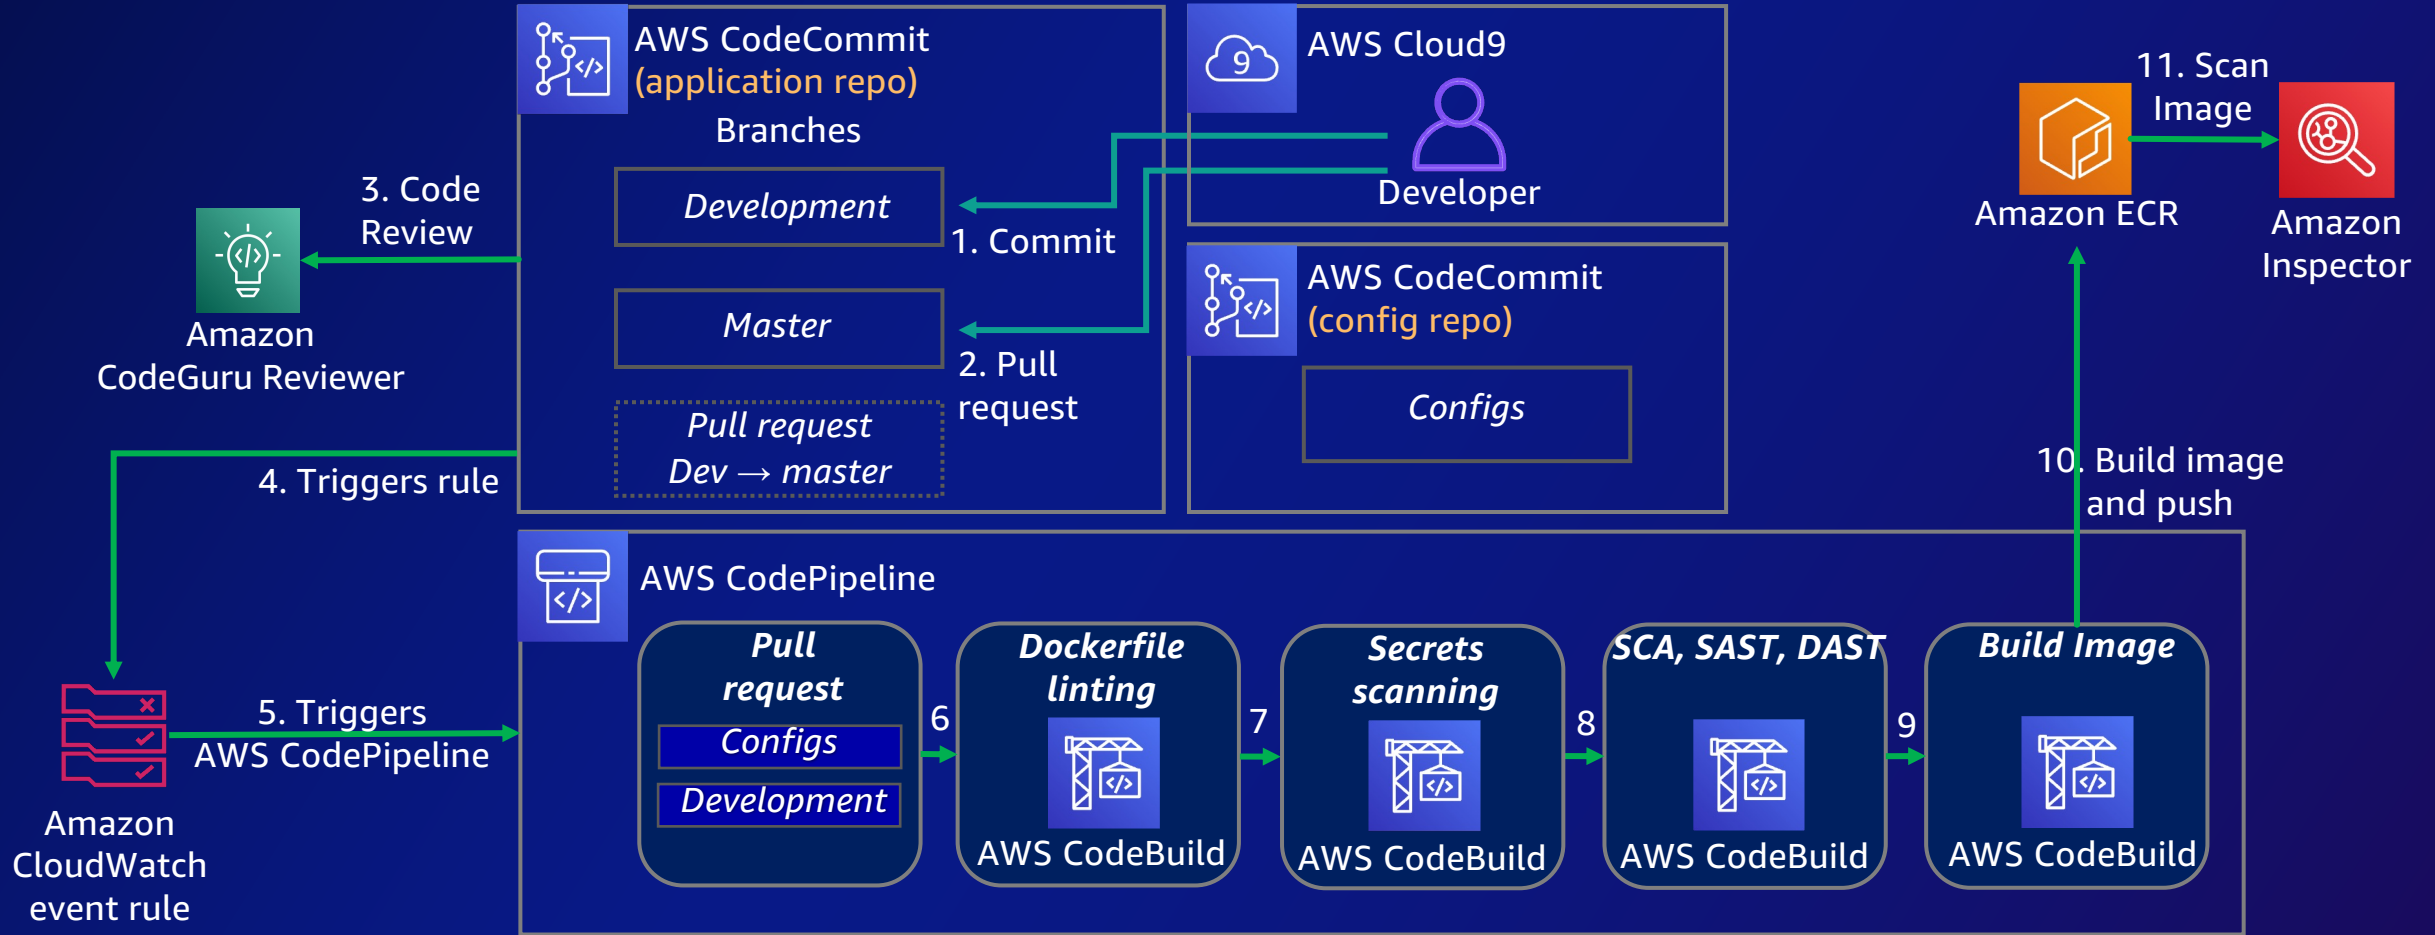 AWS CodeCommit
(application repo)
Branches
Development
Master
Pull request
Dev → master
AWS Cloud9
9
Developer
1. Commit
2. Pull
request
AWS CodeCommit
(config repo)
Configs
3. Code
Review
Amazon
CodeGuru Reviewer
4. Triggers rule
Amazon
CloudWatch
event rule
5. Triggers
AWS CodePipeline
AWS CodePipeline
Pull
request
Configs
Development
6
Dockerfile
linting
</>
AWS CodeBuild
7
Secrets
scanning
</>
AWS CodeBuild
8
SCA, SAST, DAST
</>
AWS CodeBuild
9
Build Image
</>
AWS CodeBuild
10. Build image
and push
Amazon ECR
11. Scan
Image
Amazon
Inspector